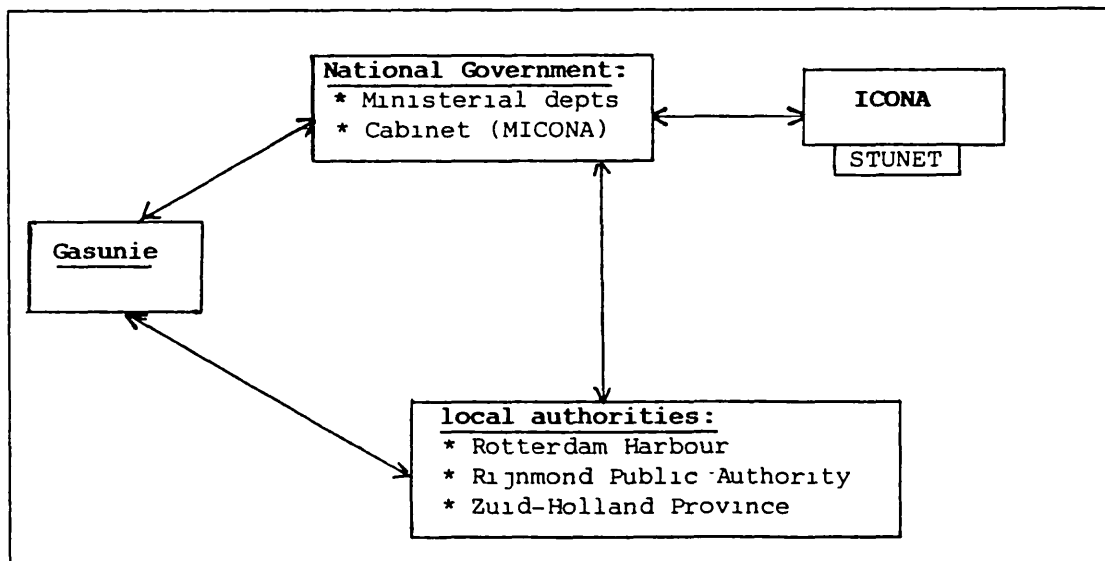 National Government:
* Ministerial depts
* Cabinet (MICONA)
ICONA
STUNET
Gasunie
local authorities:
* Rotterdam Harbour
* Rijnmond Public Authority
* Zuid-Holland Province